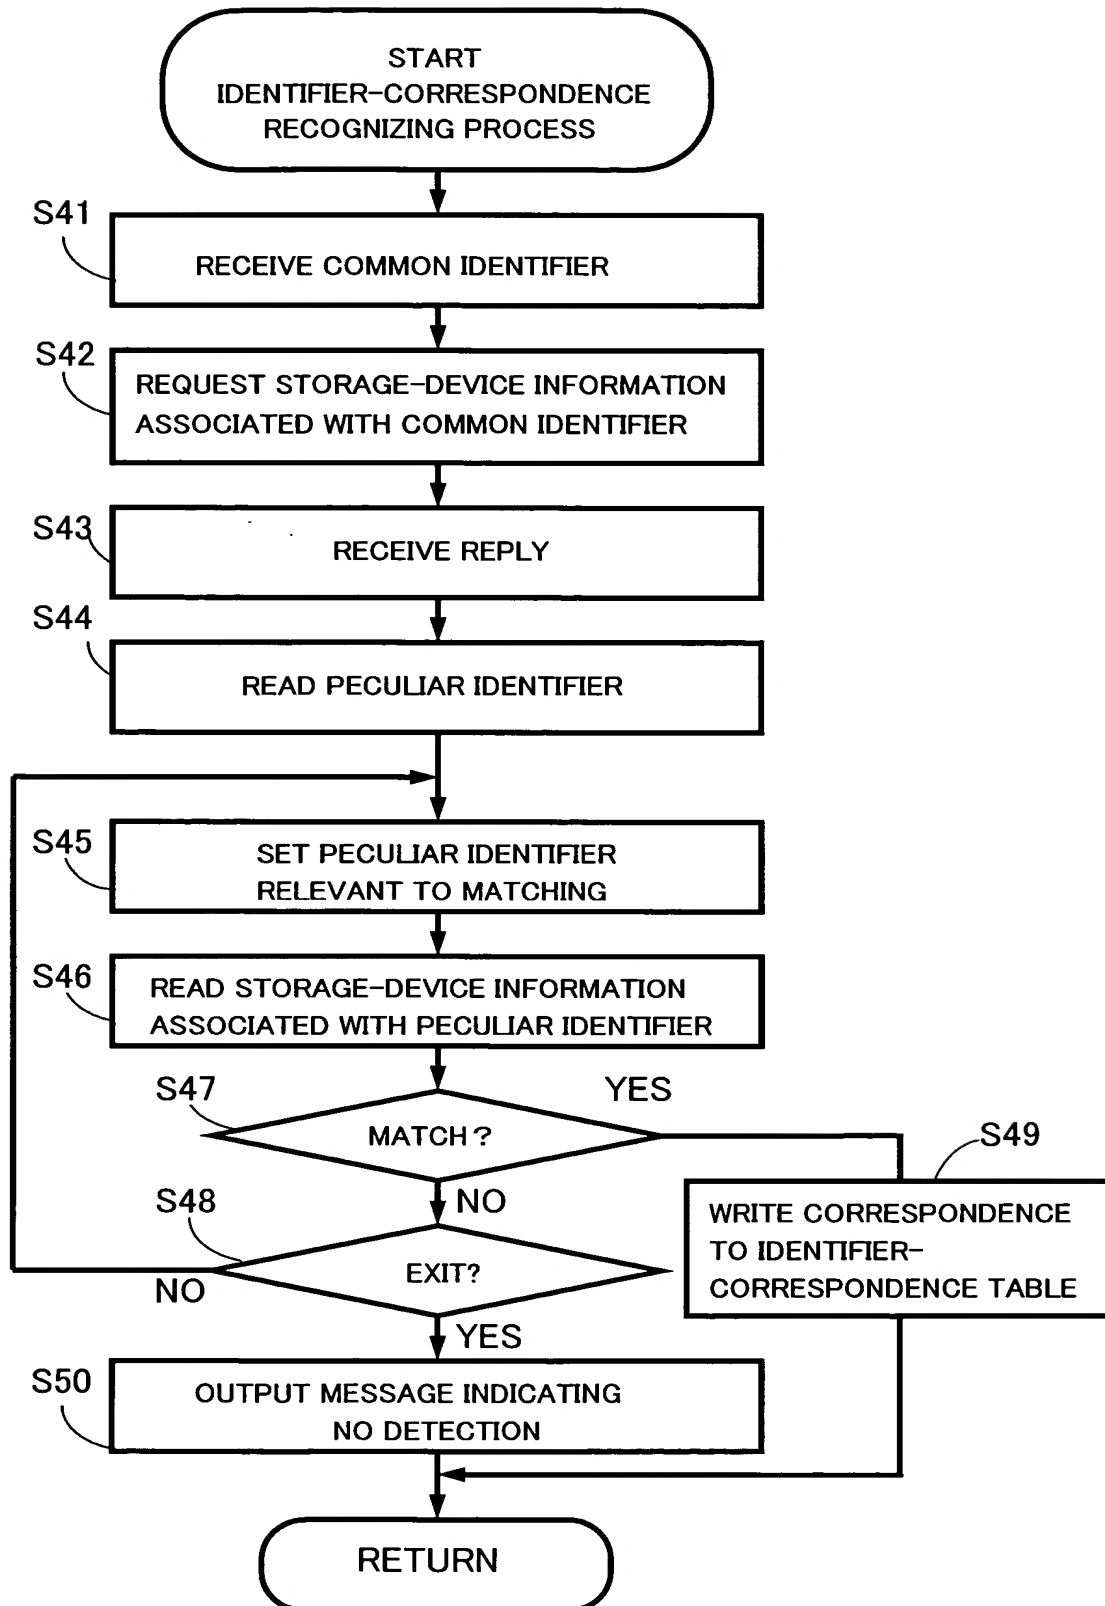 START
IDENTIFIER-CORRESPONDENCE
RECOGNIZING PROCESS
S41
RECEIVE COMMON IDENTIFIER
S42
REQUEST STORAGE-DEVICE INFORMATION
ASSOCIATED WITH COMMON IDENTIFIER
S43
RECEIVE REPLY
S44
READ PECULIAR IDENTIFIER
S45
SET PECULIAR IDENTIFIER
RELEVANT TO MATCHING
S46
READ STORAGE-DEVICE INFORMATION
ASSOCIATED WITH PECULIAR IDENTIFIER
S47
YES
MATCH?
NO
S49
WRITE CORRESPONDENCE
TO IDENTIFIER-
CORRESPONDENCE TABLE
S48
EXIT?
NO
YES
S50
OUTPUT MESSAGE INDICATING
NO DETECTION
RETURN